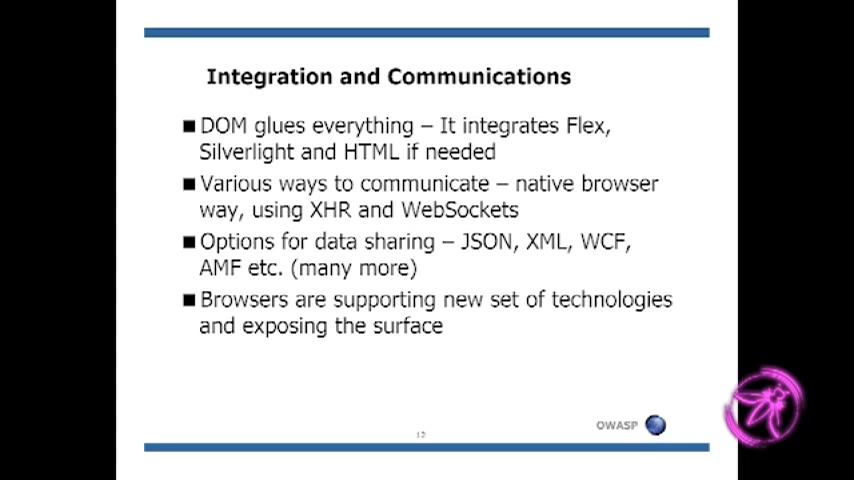 Integration and Communications
■ DOM glues everything – It integrates Flex,
Silverlight and HTML if needed
■ Various ways to communicate – native browser
way, using XHR and WebSockets
■ Options for data sharing – JSON, XML, WCF,
AMF etc. (many more)
■ Browsers are supporting new set of technologies
and exposing the surface
OWASP
12